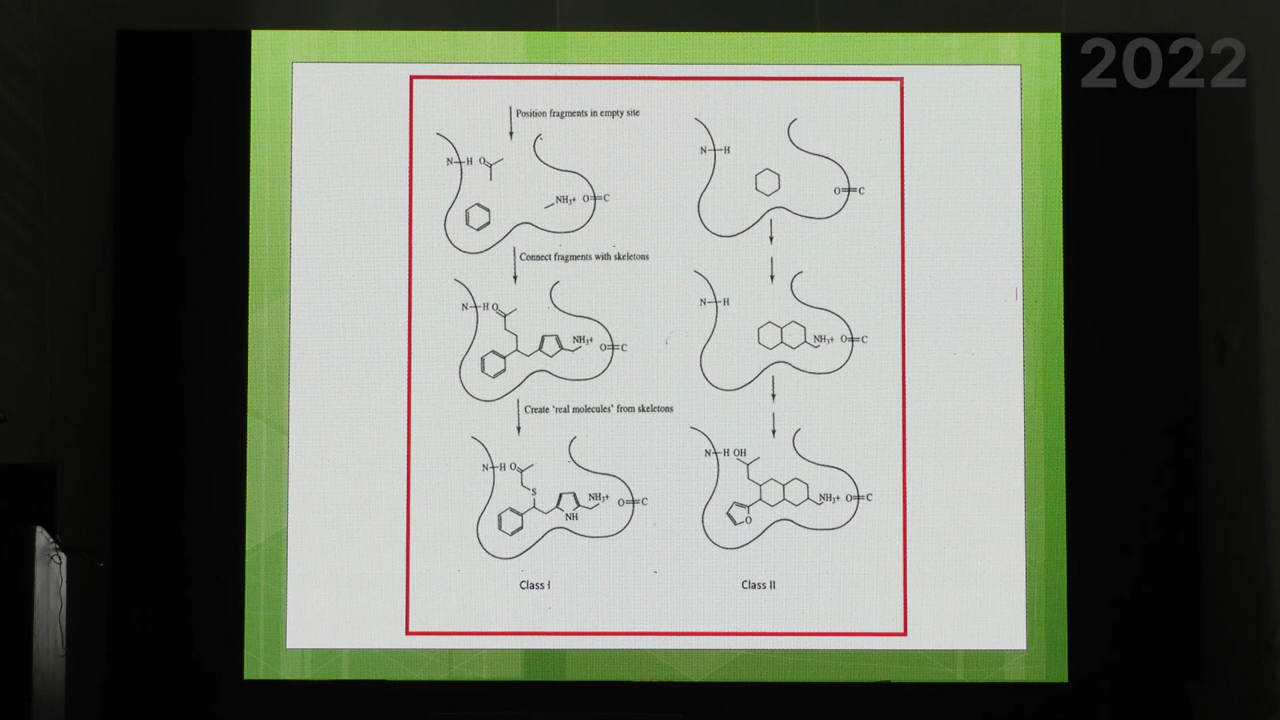 2022
Position fragments in empty site
N—H O
NH₃+ O=C
N—H
O=C
Connect fragments with skeletons
N—H O
NH₃+
O=C
N—H
NH₃+ O=C
Create 'real molecules' from skeletons
N—H O
S
NH₃+
O=C
NH
N—H OH
NH₃+ O=C
O
Class I
Class II